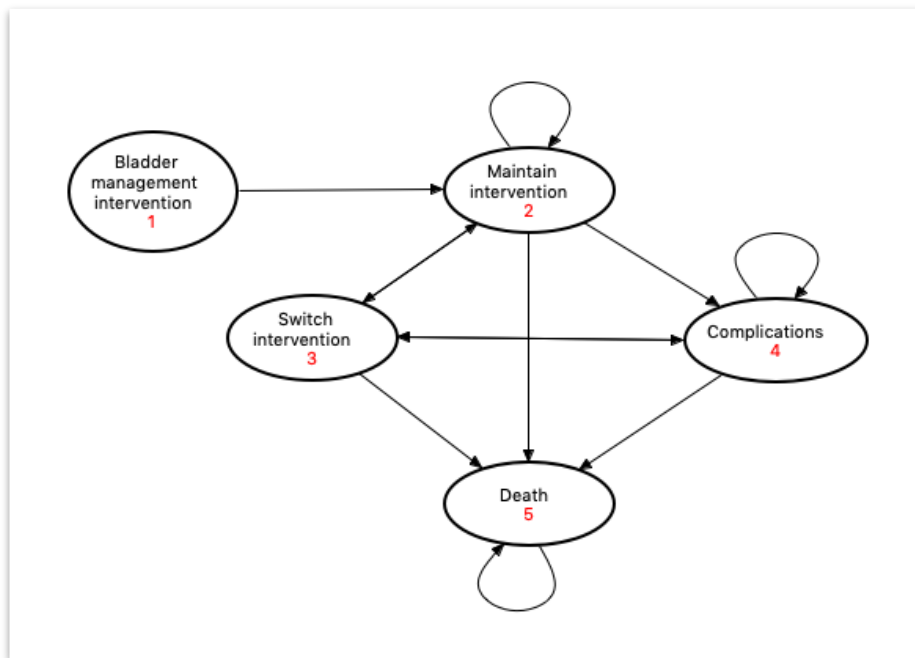 Bladder
management
intervention
1
Maintain
intervention
2
Switch
intervention
3
Complications
4
Death
5